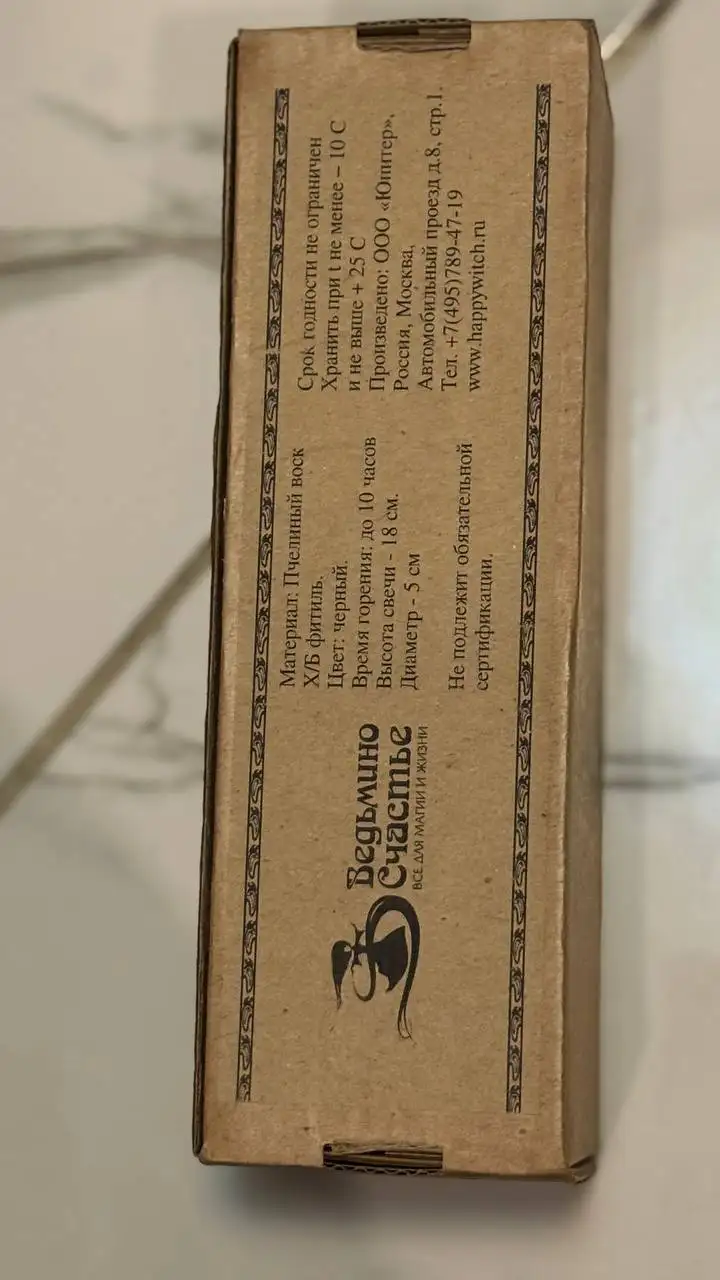 Ведьмино
Счастье
ВСЕ ДЛЯ МАГИИ И ЖИЗНИ
Материал: Пчелиный воск
Х/Б фитиль.
Цвет: черный.
Время горения: до 10 часов
Высота свечи - 18 см.
Диаметр - 5 см
Не подлежит обязательной
сертификации.
Срок годности не ограничен
Хранить при t не менее – 10 С
и не выше + 25 С
Произведено: ООО «Юпитер»,
Россия, Москва,
Автомобильный проезд д.8, стр.1.
Тел. +7(495)789-47-19
www.happywitch.ru